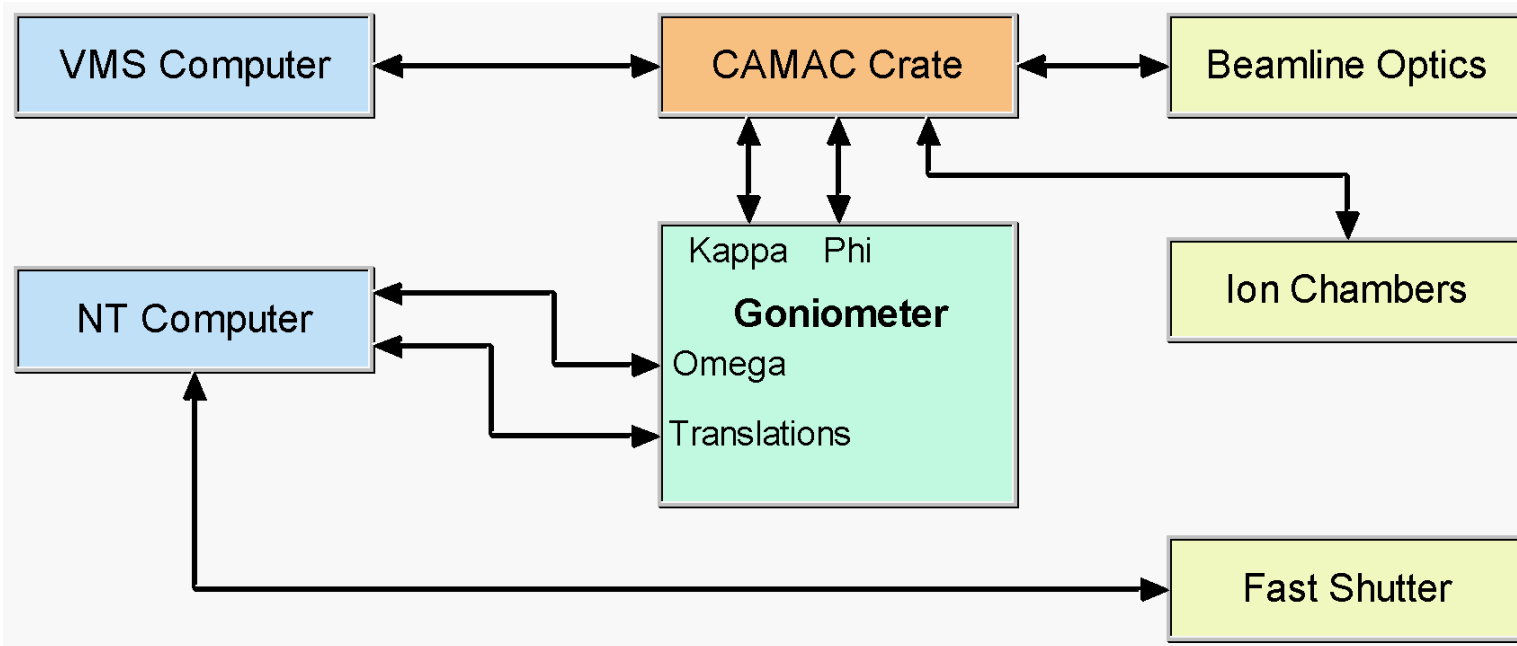 VMS Computer
CAMAC Crate
Beamline Optics
Kappa
Phi
Ion Chambers
NT Computer
Goniometer
Omega
Translations
Fast Shutter